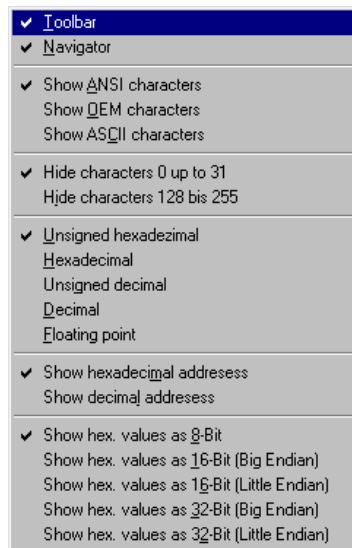 Toolbar
Navigator
Show ANSI characters
Show OEM characters
Show ASCII characters
Hide characters 0 up to 31
Hide characters 128 bis 255
Unsigned hexadezimal
Hexadecimal
Unsigned decimal
Decimal
Floating point
Show hexadecimal addresess
Show decimal addresess
Show hex. values as 8-Bit
Show hex. values as 16-Bit (Big Endian)
Show hex. values as 16-Bit (Little Endian)
Show hex. values as 32-Bit (Big Endian)
Show hex. values as 32-Bit (Little Endian)